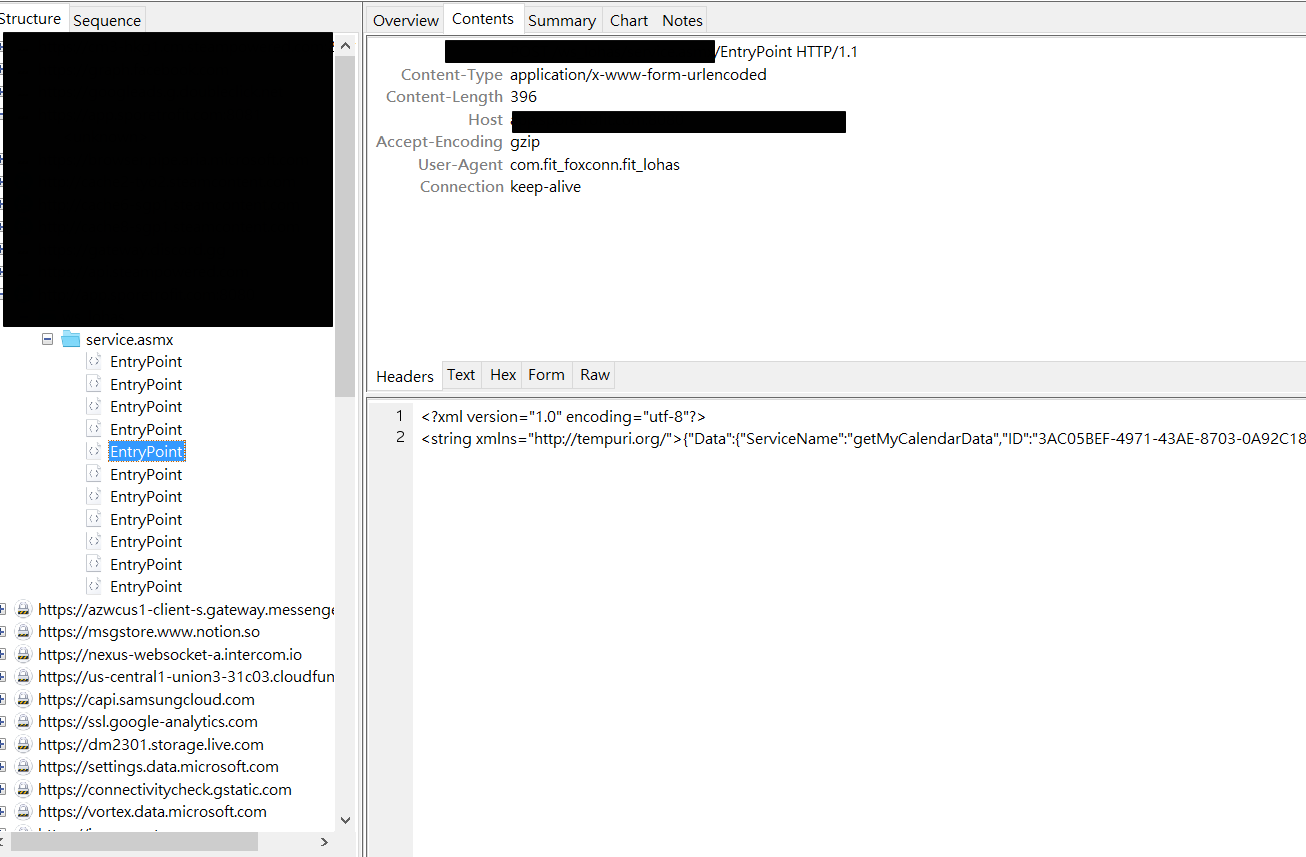 Structure Sequence
Overview Contents Summary Chart Notes
/EntryPoint HTTP/1.1
Content-Type application/x-www-form-urlencoded
Content-Length 396
Host
Accept-Encoding gzip
User-Agent com.fit_foxconn.fit_lohas
Connection keep-alive
service.asmx
EntryPoint
EntryPoint
EntryPoint
EntryPoint
EntryPoint
EntryPoint
EntryPoint
EntryPoint
EntryPoint
EntryPoint
EntryPoint
https://azwcus1-client-s.gateway.messenge
https://msgstore.www.notion.so
https://nexus-websocket-a.intercom.io
https://us-central1-union3-31c03.cloudfun
https://capi.samsungcloud.com
https://ssl.google-analytics.com
https://dm2301.storage.live.com
https://settings.data.microsoft.com
https://connectivitycheck.gstatic.com
https://vortex.data.microsoft.com
Headers Text Hex Form Raw
1 <?xml version="1.0" encoding="utf-8"?>
2 <string xmlns="http://tempuri.org/">{"Data":{"ServiceName":"getMyCalendarData","ID":"3AC05BEF-4971-43AE-8703-0A92C18